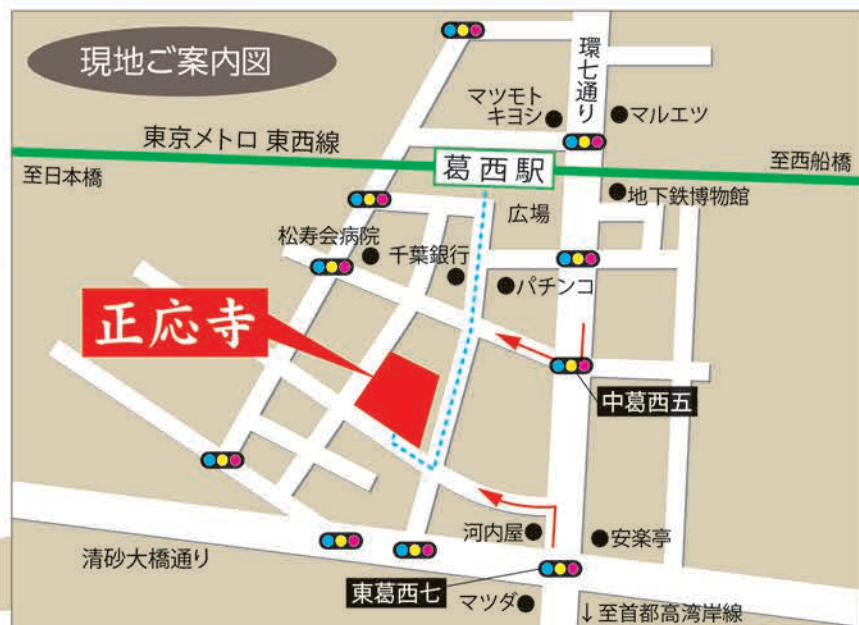 現地ご案内図
環七通り
マツモト
キヨシ
マルエツ
東京メトロ 東西線
至日本橋
葛西駅
至西船橋
地下鉄博物館
広場
松寿会病院
千葉銀行
パチンコ
正応寺
中葛西五
河内屋
安楽亭
清砂大橋通り
東葛西七
マツダ
↓至首都高湾岸線